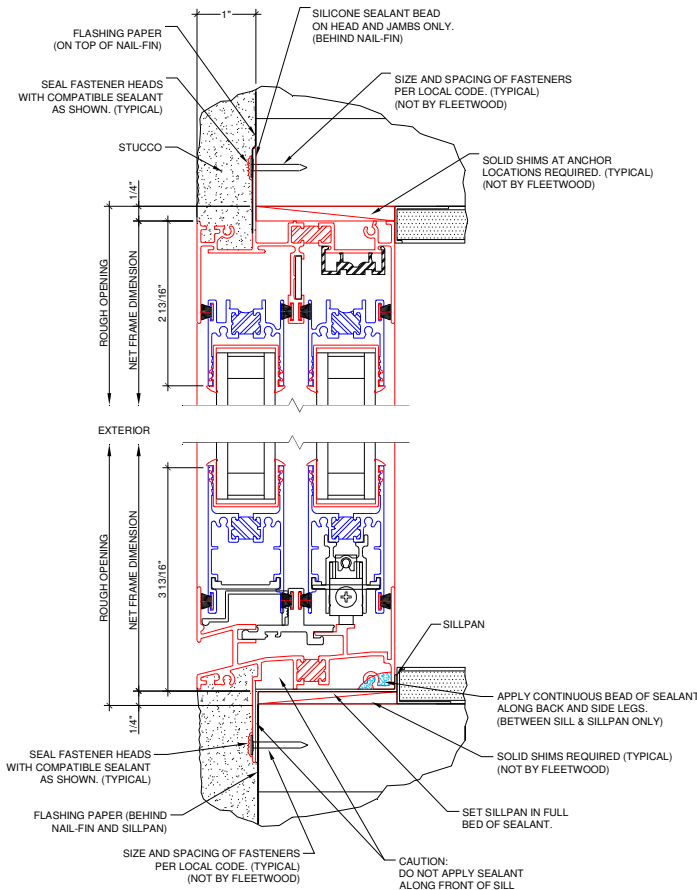 1"
SILICONE SEALANT BEAD
ON HEAD AND JAMBS ONLY.
(BEHIND NAIL-FIN)
FLASHING PAPER
(ON TOP OF NAIL-FIN)
SEAL FASTENER HEADS
WITH COMPATIBLE SEALANT
AS SHOWN. (TYPICAL)
SIZE AND SPACING OF FASTENERS
PER LOCAL CODE. (TYPICAL)
(NOT BY FLEETWOOD)
STUCCO
SOLID SHIMS AT ANCHOR
LOCATIONS REQUIRED. (TYPICAL)
(NOT BY FLEETWOOD)
1/4"
ROUGH OPENING
NET FRAME DIMENSION
2 13/16"
EXTERIOR
ROUGH OPENING
NET FRAME DIMENSION
3 13/16"
SILLPAN
1/4"
APPLY CONTINUOUS BEAD OF SEALANT
ALONG BACK AND SIDE LEGS.
(BETWEEN SILL & SILLPAN ONLY)
SEAL FASTENER HEADS
WITH COMPATIBLE SEALANT
AS SHOWN. (TYPICAL)
SOLID SHIMS REQUIRED (TYPICAL)
(NOT BY FLEETWOOD)
FLASHING PAPER (BEHIND
NAIL-FIN AND SILLPAN)
SET SILLPAN IN FULL
BED OF SEALANT.
SIZE AND SPACING OF FASTENERS
PER LOCAL CODE. (TYPICAL)
(NOT BY FLEETWOOD)
CAUTION:
DO NOT APPLY SEALANT
ALONG FRONT OF SILL